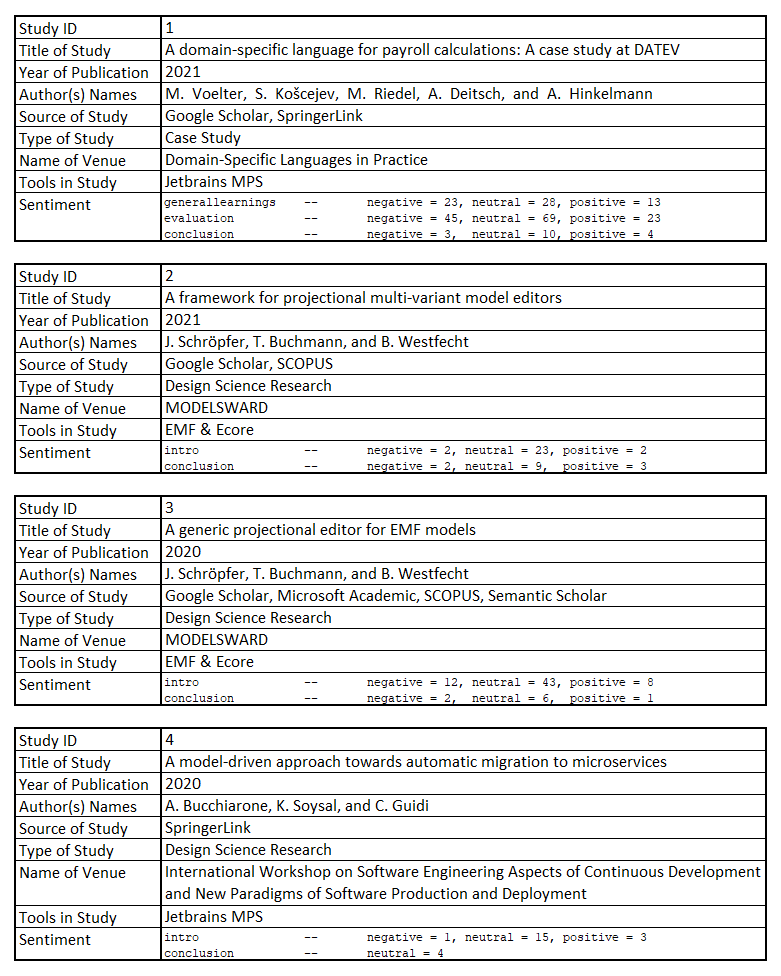 Study ID 1
Title of Study A domain-specific language for payroll calculations: A case study at DATEV
Year of Publication 2021
Author(s) Names M. Voelter, S. Košcejev, M. Riedel, A. Deitsch, and A. Hinkelmann
Source of Study Google Scholar, SpringerLink
Type of Study Case Study
Name of Venue Domain-Specific Languages in Practice
Tools in Study Jetbrains MPS
Sentiment generallearnings -- negative = 23, neutral = 28, positive = 13
evaluation -- negative = 45, neutral = 69, positive = 23
conclusion -- negative = 3, neutral = 10, positive = 4
Study ID 2
Title of Study A framework for projectional multi-variant model editors
Year of Publication 2021
Author(s) Names J. Schröpfer, T. Buchmann, and B. Westfecht
Source of Study Google Scholar, SCOPUS
Type of Study Design Science Research
Name of Venue MODELSWARD
Tools in Study EMF & Ecore
Sentiment intro -- negative = 2, neutral = 23, positive = 2
conclusion -- negative = 2, neutral = 9, positive = 3
Study ID 3
Title of Study A generic projectional editor for EMF models
Year of Publication 2020
Author(s) Names J. Schröpfer, T. Buchmann, and B. Westfecht
Source of Study Google Scholar, Microsoft Academic, SCOPUS, Semantic Scholar
Type of Study Design Science Research
Name of Venue MODELSWARD
Tools in Study EMF & Ecore
Sentiment intro -- negative = 12, neutral = 43, positive = 8
conclusion -- negative = 2, neutral = 6, positive = 1
Study ID 4
Title of Study A model-driven approach towards automatic migration to microservices
Year of Publication 2020
Author(s) Names A. Bucchiarone, K. Soysal, and C. Guidi
Source of Study SpringerLink
Type of Study Design Science Research
Name of Venue International Workshop on Software Engineering Aspects of Continuous Development
and New Paradigms of Software Production and Deployment
Tools in Study Jetbrains MPS
Sentiment intro -- negative = 1, neutral = 15, positive = 3
conclusion -- neutral = 4